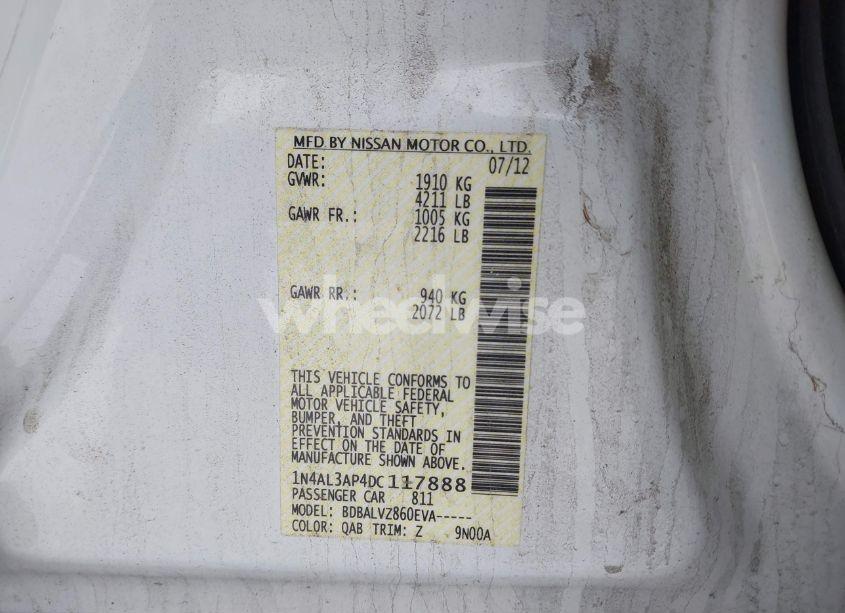 MFD BY NISSAN MOTOR CO., LTD.
DATE: 07/12
GVWR: 1910 KG
4211 LB
GAWR FR.: 1005 KG
2216 LB
GAWR RR.: 940 KG
2072 LB
wheelwise
THIS VEHICLE CONFORMS TO
ALL APPLICABLE FEDERAL
MOTOR VEHICLE SAFETY,
BUMPER, AND THEFT
PREVENTION STANDARDS IN
EFFECT ON THE DATE OF
MANUFACTURE SHOWN ABOVE.
1N4AL3AP4DC117888
PASSENGER CAR 811
MODEL: BDBALVZ860EVA-----
COLOR: QAB TRIM: Z 9N00A